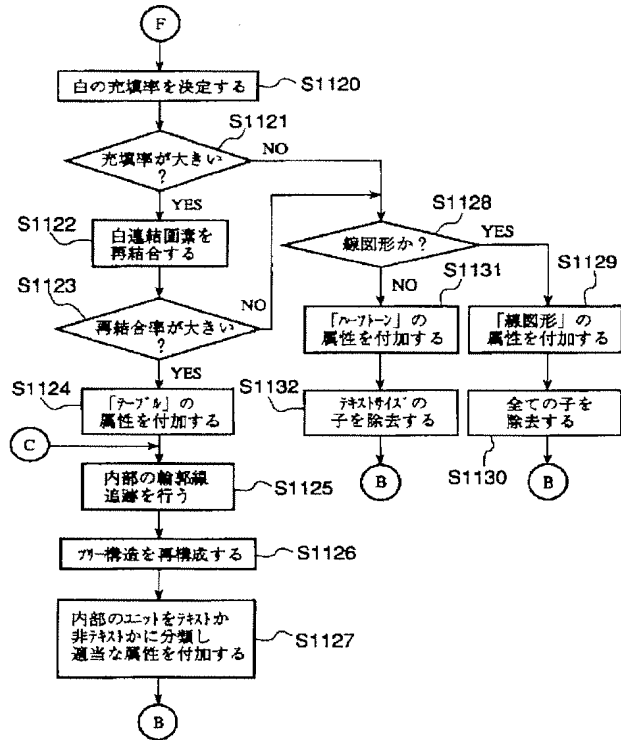 F
白の充填率を決定する
S1120
S1121
充填率が大きい
?
NO
YES
S1122
白連結画素を
再結合する
S1123
再結合率が大きい
?
NO
YES
S1124
「テーブル」の
属性を付加する
C
内部の輪郭線
追跡を行う
S1125
ツリー構造を再構成する
S1126
内部のユニットをテキストか
非テキストかに分類し
適当な属性を付加する
S1127
B
線図形か?
S1128
YES
NO
S1131
「ハーフトーン」の
属性を付加する
S1132
テキストサイズの
子を除去する
B
S1129
「線図形」の
属性を付加する
全ての子を
除去する
S1130
B